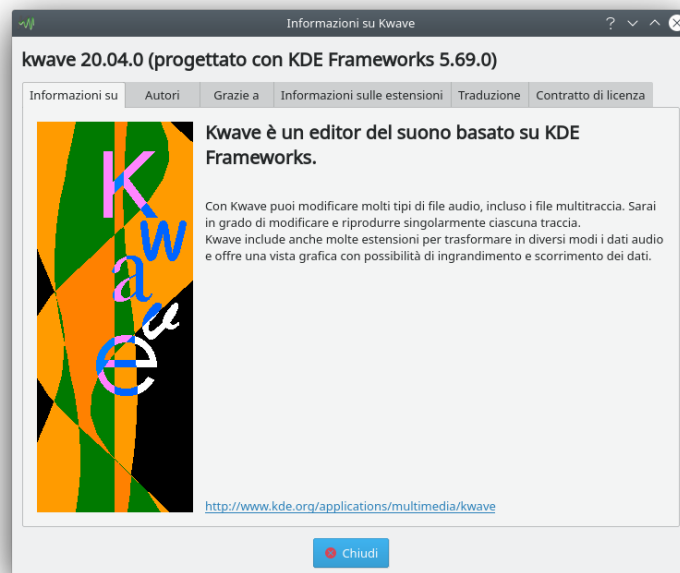 Informazioni su Kwave
kwave 20.04.0 (progettato con KDE Frameworks 5.69.0)
Informazioni su Autori Grazie a Informazioni sulle estensioni Traduzione Contratto di licenza
Kwave
Kwave è un editor del suono basato su KDE
Frameworks.
Con Kwave puoi modificare molti tipi di file audio, incluso i file multitraccia. Sarai
in grado di modificare e riprodurre singolarmente ciascuna traccia.
Kwave include anche molte estensioni per trasformare in diversi modi i dati audio
e offre una vista grafica con possibilità di ingrandimento e scorrimento dei dati.
http://www.kde.org/applications/multimedia/kwave
Chiudi